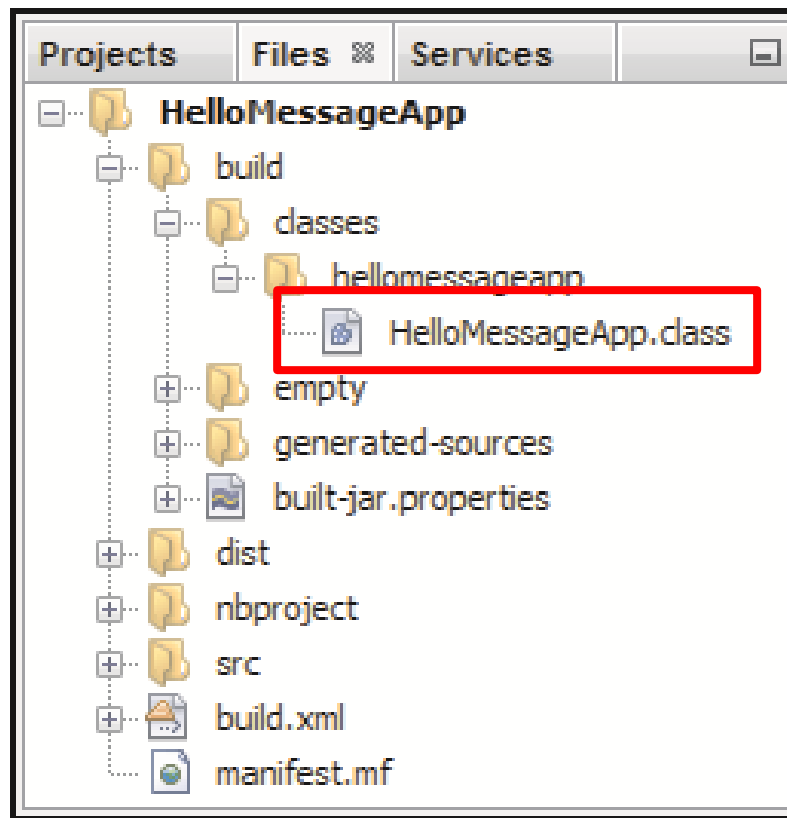 Projects Files Services
HelloMessageApp
build
classes
hellomessageapp
HelloMessageApp.class
empty
generated-sources
built-jar.properties
dist
nbproject
src
build.xml
manifest.mf